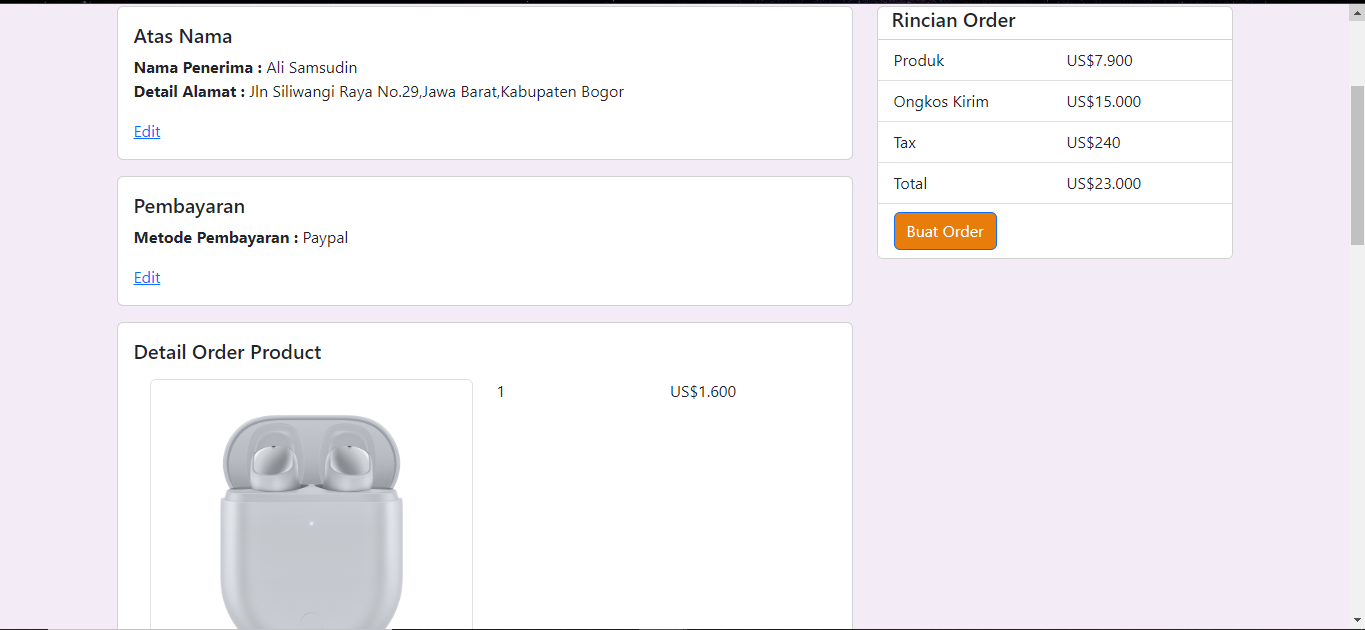 Atas Nama
Nama Penerima : Ali Samsudin
Detail Alamat : Jln Siliwangi Raya No.29,Jawa Barat,Kabupaten Bogor
Edit
Pembayaran
Metode Pembayaran : Paypal
Edit
Detail Order Product
1 US$1.600
Rincian Order
Produk US$7.900
Ongkos Kirim US$15.000
Tax US$240
Total US$23.000
Buat Order